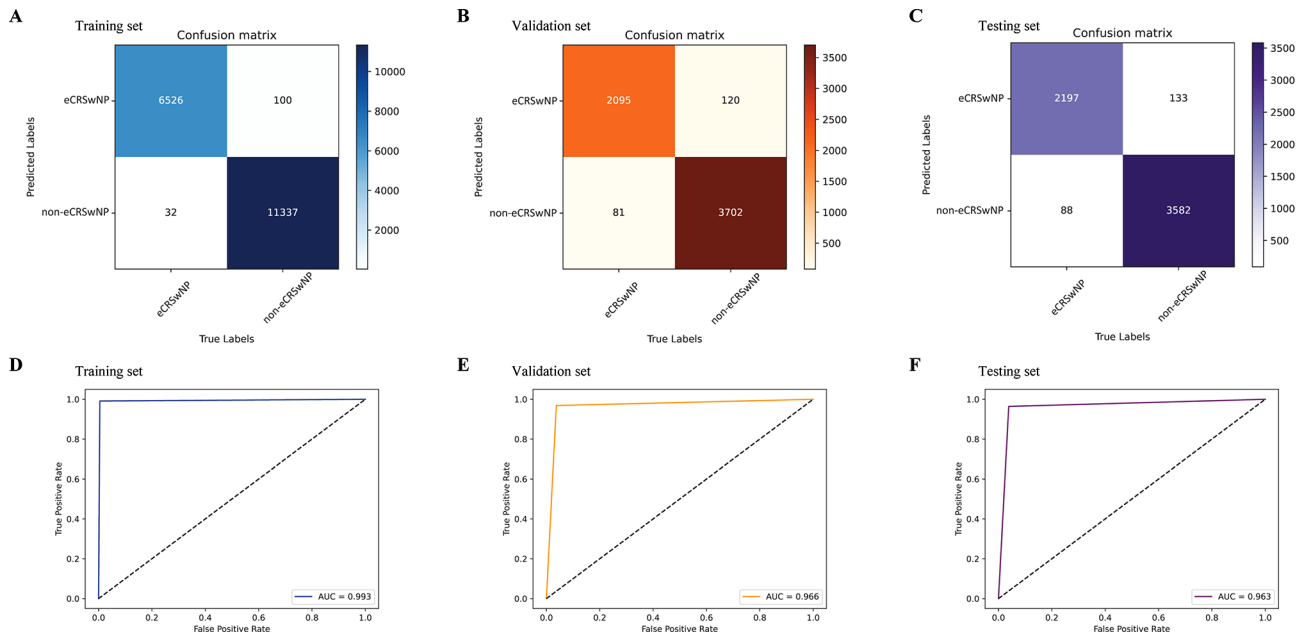 A
Training set
Confusion matrix
Predicted Labels
eCRSwNP
6526
100
non-eCRSwNP
32
11337
eCRSwNP
non-eCRSwNP
True Labels
10000
8000
6000
4000
2000
B
Validation set
Confusion matrix
Predicted Labels
eCRSwNP
2095
120
non-eCRSwNP
81
3702
eCRSwNP
non-eCRSwNP
True Labels
3500
3000
2500
2000
1500
1000
500
C
Testing set
Confusion matrix
Predicted Labels
eCRSwNP
2197
133
non-eCRSwNP
88
3582
eCRSwNP
non-eCRSwNP
True Labels
3500
3000
2500
2000
1500
1000
500
D
Training set
True Positive Rate
1.0
0.8
0.6
0.4
0.2
0.0
AUC = 0.993
0.0 0.2 0.4 0.6 0.8 1.0
False Positive Rate
E
Validation set
True Positive Rate
1.0
0.8
0.6
0.4
0.2
0.0
AUC = 0.966
0.0 0.2 0.4 0.6 0.8 1.0
False Positive Rate
F
Testing set
True Positive Rate
1.0
0.8
0.6
0.4
0.2
0.0
AUC = 0.963
0.0 0.2 0.4 0.6 0.8 1.0
False Positive Rate